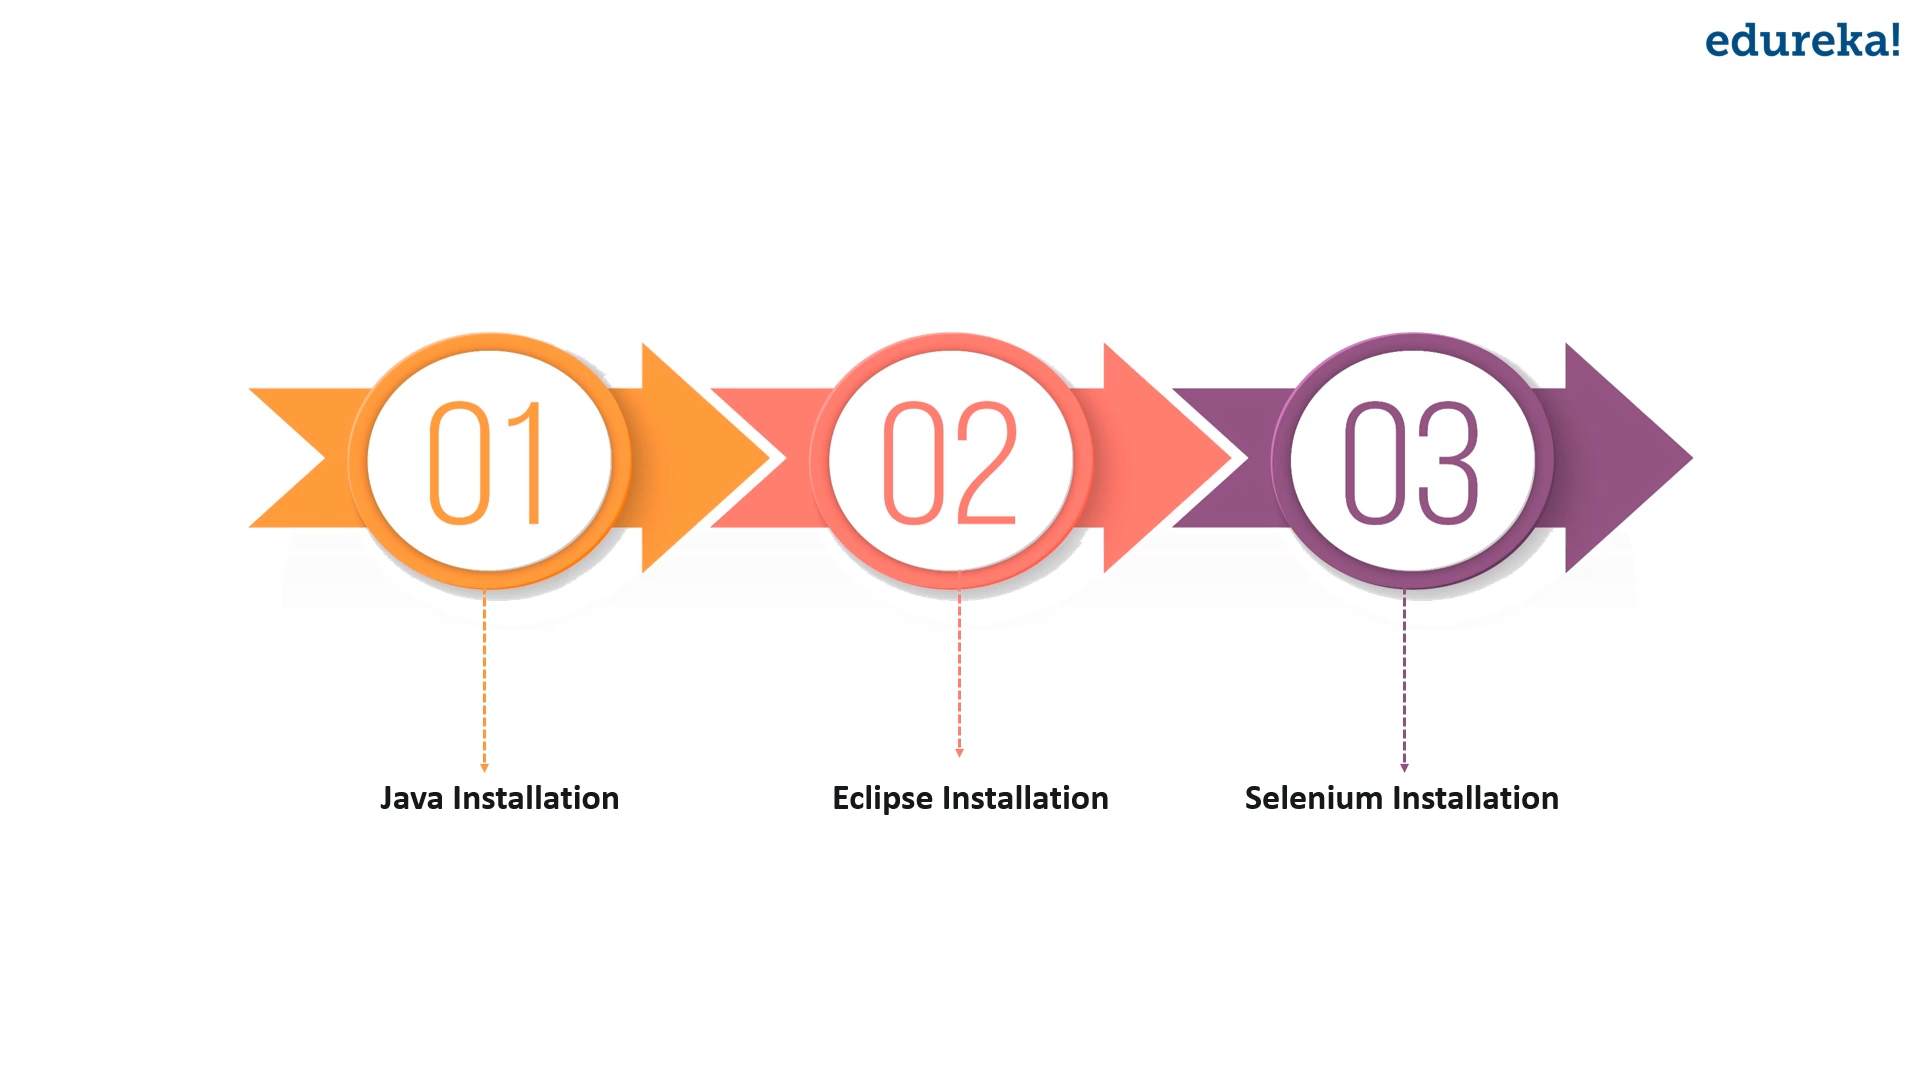 edureka!
01
02
03
Java Installation
Eclipse Installation
Selenium Installation